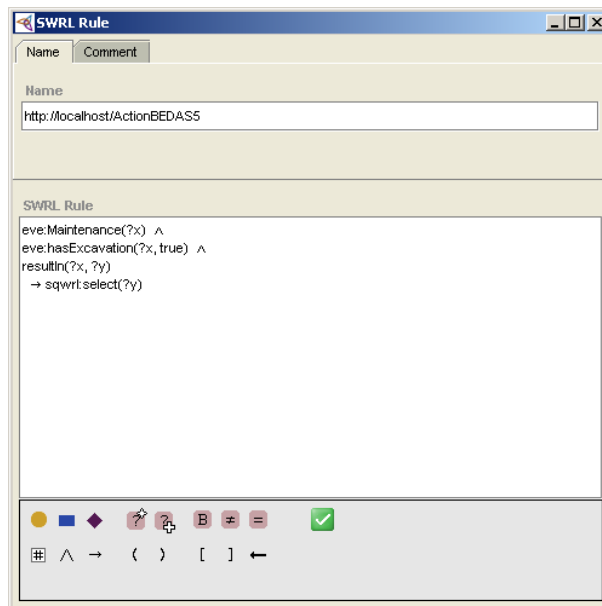 SWRL Rule
Name Comment
Name
http://localhost/ActionBEDAS5
SWRL Rule
eve:Maintenance(?x) ∧
eve:hasExcavation(?x, true) ∧
resultIn(?x, ?y)
→ sqwrl:select(?y)
? ? B ≠ =
# ∧ → ( ) [ ] ←